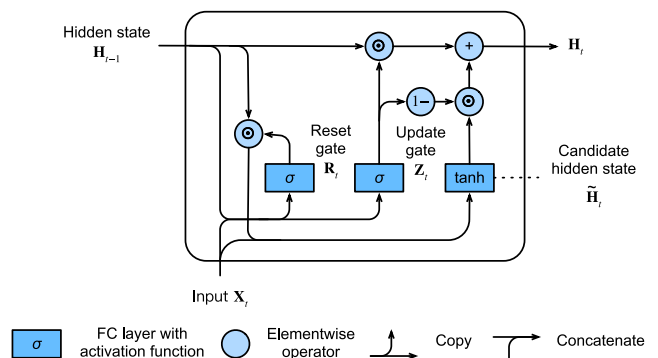 Hidden state
H_{t−1}
⊙
+
H_t
1−
⊙
⊙
Reset
gate
R_t
Update
gate
Z_t
σ
σ
tanh
Candidate
hidden state
H̃_t
Input X_t
σ
FC layer with
activation function
Elementwise
operator
Copy
Concatenate